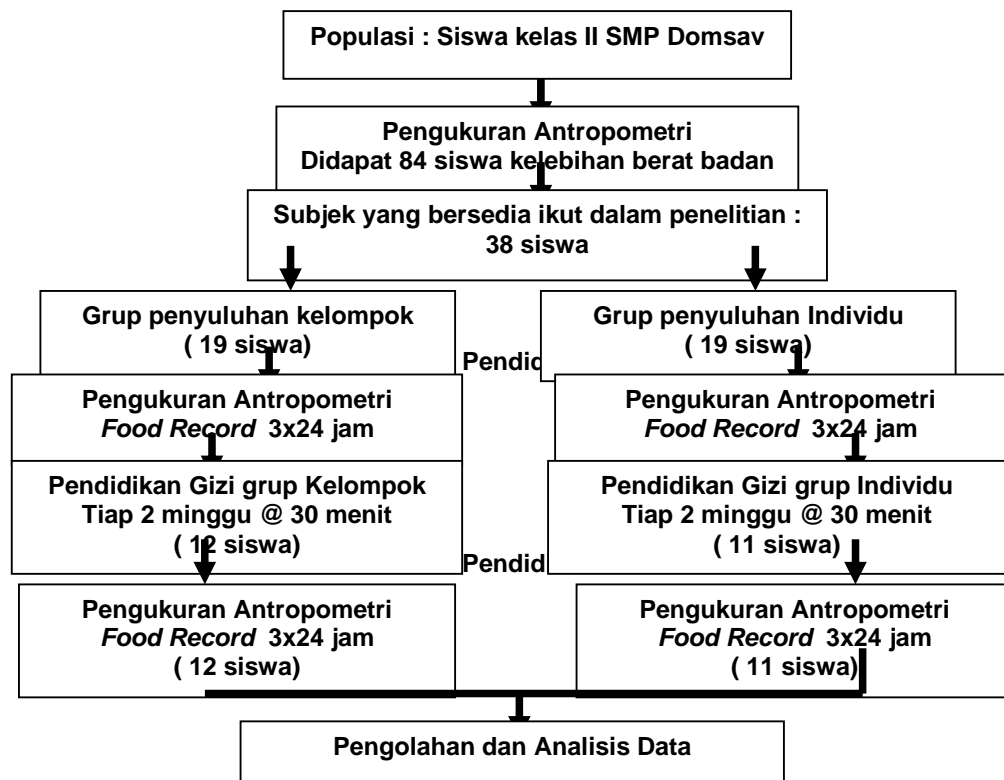 Populasi : Siswa kelas II SMP Domsav
Pengukuran Antropometri
Didapat 84 siswa kelebihan berat badan
Subjek yang bersedia ikut dalam penelitian :
38 siswa
Grup penyuluhan kelompok
( 19 siswa)
Grup penyuluhan Individu
( 19 siswa)
Pengukuran Antropometri
Food Record 3x24 jam
Pengukuran Antropometri
Food Record 3x24 jam
Pendidikan Gizi grup Kelompok
Tiap 2 minggu @ 30 menit
( 12 siswa)
Pendidikan Gizi grup Individu
Tiap 2 minggu @ 30 menit
( 11 siswa)
Pengukuran Antropometri
Food Record 3x24 jam
( 12 siswa)
Pengukuran Antropometri
Food Record 3x24 jam
( 11 siswa)
Pengolahan dan Analisis Data